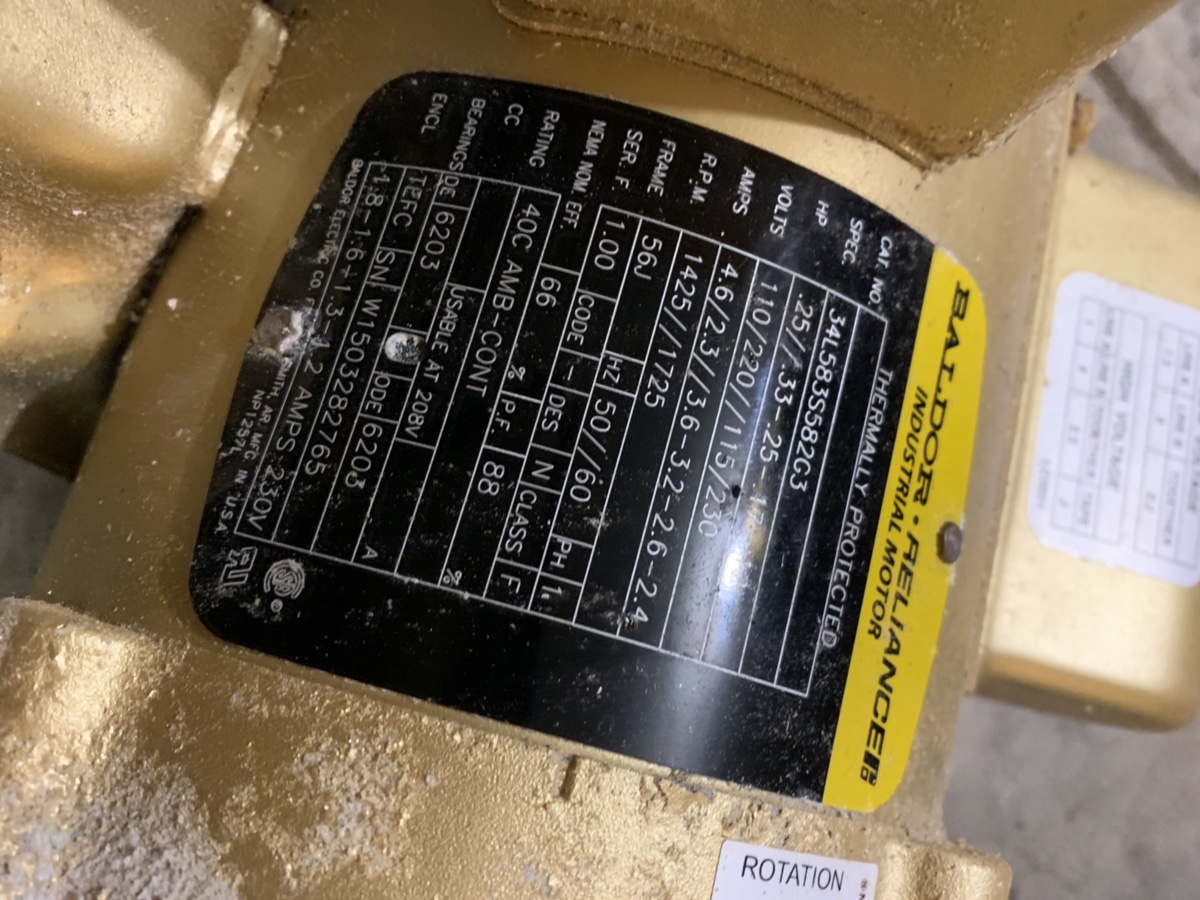 BALDOR • RELIANCE
INDUSTRIAL MOTOR
THERMALLY PROTECTED
CAT. NO.
SPEC 34L583S582G3
HP .25//.33-.25-.17
VOLTS 110/220//115/230
AMPS 4.6/2.3//3.6-3.2-2.6-2.4
R.P.M. 1425//1725
FRAME 56J HZ 50//60 PH 1
SER. F. 1.00 CODE - DES N CLASS F
NEMA NOM. EFF. 66 % P.F. 88 %
RATING 40C AMB-CONT
CC USABLE AT 208V A
BEARINGS DE 6203 ODE 6203
ENCL TEFC SN W1503282765
1.8-1.6-1.3-1.2 AMPS 230V
BALDOR ELECTRIC CO. SMITH, AR. MFG IN U.S.A.
HIGH VOLTAGE
ROTATION